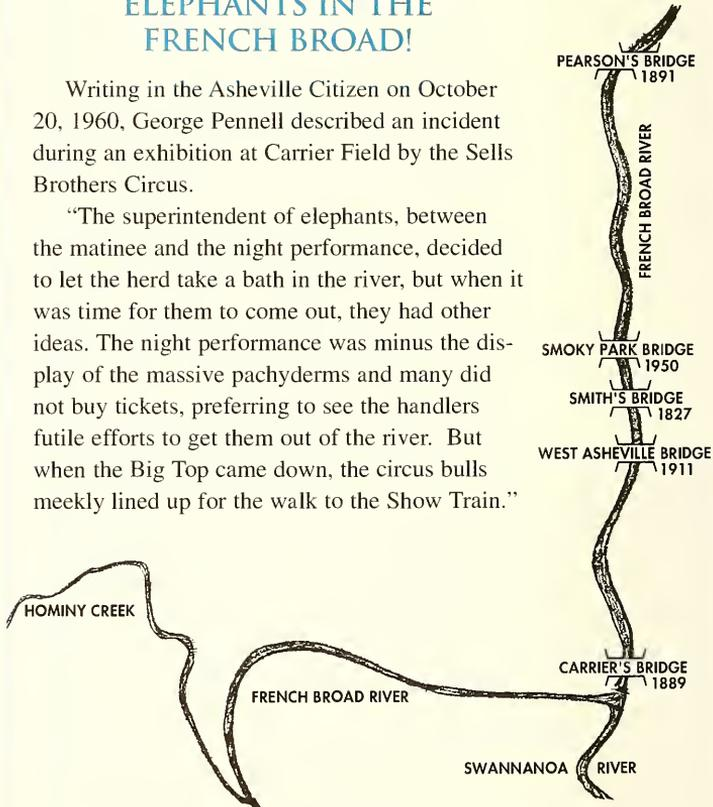 ELEPHANTS IN THE
FRENCH BROAD!
Writing in the Asheville Citizen on October
20, 1960, George Pennell described an incident
during an exhibition at Carrier Field by the Sells
Brothers Circus.
“The superintendent of elephants, between
the matinee and the night performance, decided
to let the herd take a bath in the river, but when it
was time for them to come out, they had other
ideas. The night performance was minus the dis-
play of the massive pachyderms and many did
not buy tickets, preferring to see the handlers
futile efforts to get them out of the river. But
when the Big Top came down, the circus bulls
meekly lined up for the walk to the Show Train.”
PEARSON'S BRIDGE
1891
FRENCH BROAD RIVER
SMOKY PARK BRIDGE
1950
SMITH'S BRIDGE
1827
WEST ASHEVILLE BRIDGE
1911
HOMINY CREEK
FRENCH BROAD RIVER
CARRIER'S BRIDGE
1889
SWANNANOA RIVER